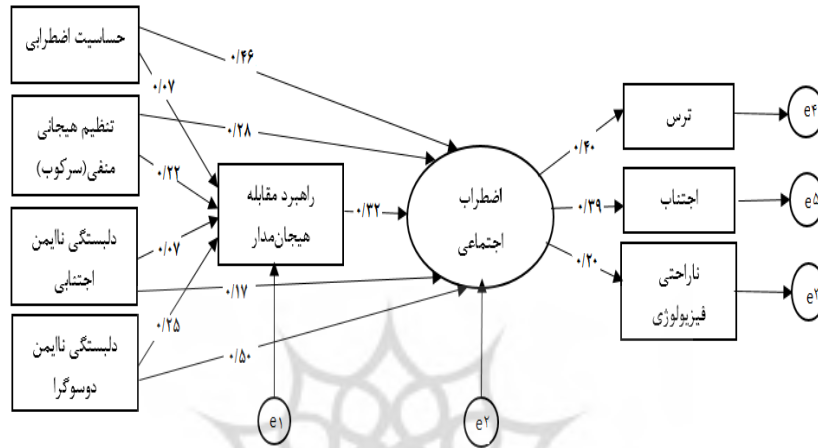 حساسیت اضطرابی
تنظیم هیجانی
منفی(سرکوب)
دلبستگی ناایمن
اجتنابی
دلبستگی ناایمن
دوسوگرا
۰/۴۶
۰/۰۷
۰/۲۸
۰/۲۲
۰/۰۷
۰/۱۷
۰/۲۵
۰/۵۰
راهبرد مقابله
هیجان‌مدار
۰/۳۲
اضطراب
اجتماعی
۰/۴۰
۰/۳۹
۰/۲۰
ترس
اجتناب
ناراحتی
فیزیولوژی
e۴
e۵
e۳
e۱
e۲